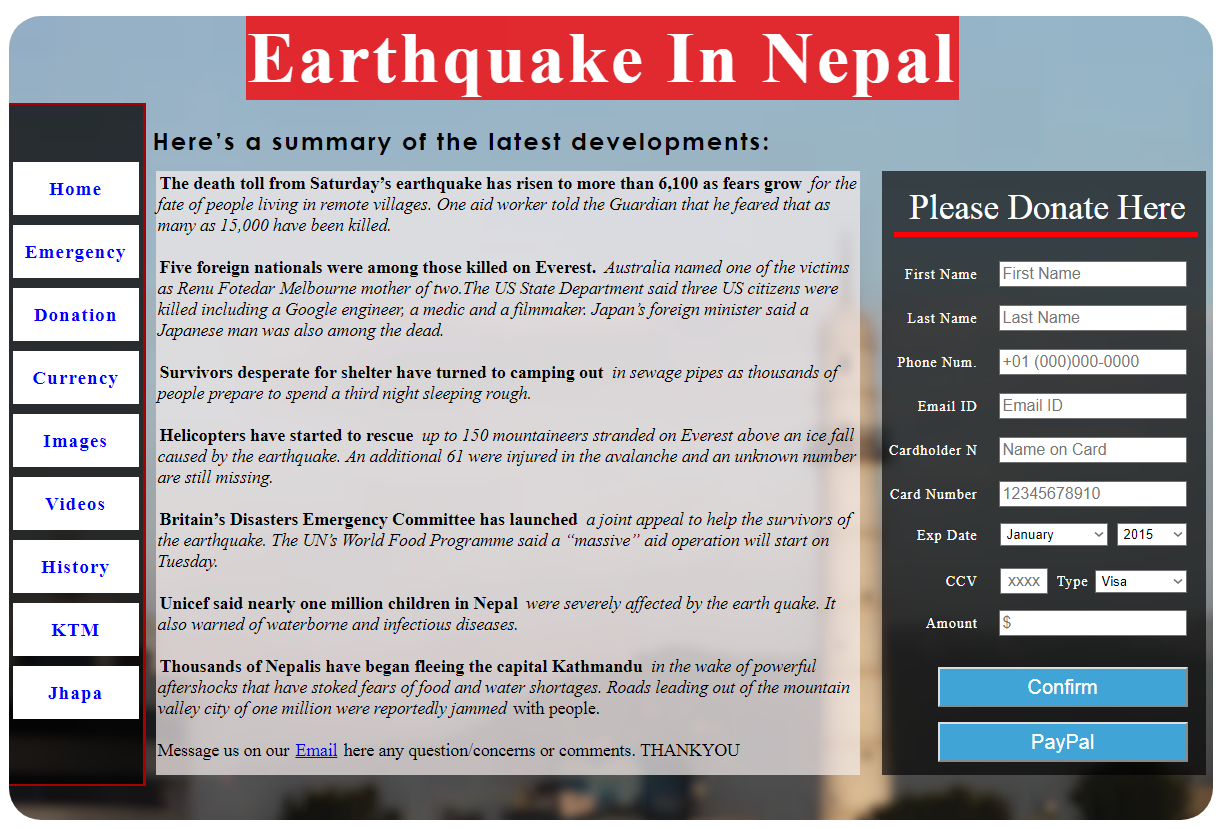 Earthquake In Nepal
Here’s a summary of the latest developments:
Home
Emergency
Donation
Currency
Images
Videos
History
KTM
Jhapa
The death toll from Saturday’s earthquake has risen to more than 6,100 as fears grow for the
fate of people living in remote villages. One aid worker told the Guardian that he feared that as
many as 15,000 have been killed.
Five foreign nationals were among those killed on Everest. Australia named one of the victims
as Renu Fotedar Melbourne mother of two.The US State Department said three US citizens were
killed including a Google engineer, a medic and a filmmaker. Japan’s foreign minister said a
Japanese man was also among the dead.
Survivors desperate for shelter have turned to camping out in sewage pipes as thousands of
people prepare to spend a third night sleeping rough.
Helicopters have started to rescue up to 150 mountaineers stranded on Everest above an ice fall
caused by the earthquake. An additional 61 were injured in the avalanche and an unknown number
are still missing.
Britain’s Disasters Emergency Committee has launched a joint appeal to help the survivors of
the earthquake. The UN’s World Food Programme said a “massive” aid operation will start on
Tuesday.
Unicef said nearly one million children in Nepal were severely affected by the earth quake. It
also warned of waterborne and infectious diseases.
Thousands of Nepalis have began fleeing the capital Kathmandu in the wake of powerful
aftershocks that have stoked fears of food and water shortages. Roads leading out of the mountain
valley city of one million were reportedly jammed with people.
Message us on our Email here any question/concerns or comments. THANKYOU
Please Donate Here
First Name First Name
Last Name Last Name
Phone Num. +01 (000)000-0000
Email ID Email ID
Cardholder N Name on Card
Card Number 12345678910
Exp Date January 2015
CCV XXXX Type Visa
Amount $
Confirm
PayPal